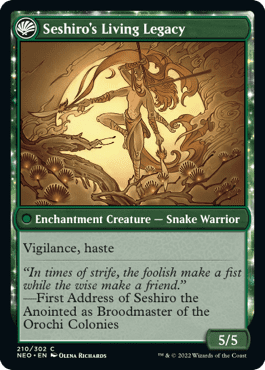 Seshiro's Living Legacy
Enchantment Creature — Snake Warrior
Vigilance, haste
“In times of strife, the foolish make a fist
while the wise make a friend.”
—First Address of Seshiro the
Anointed as Broodmaster of the
Orochi Colonies
5/5
210/302 C
NEO • EN Olena Richards
™ & © 2022 Wizards of the Coast